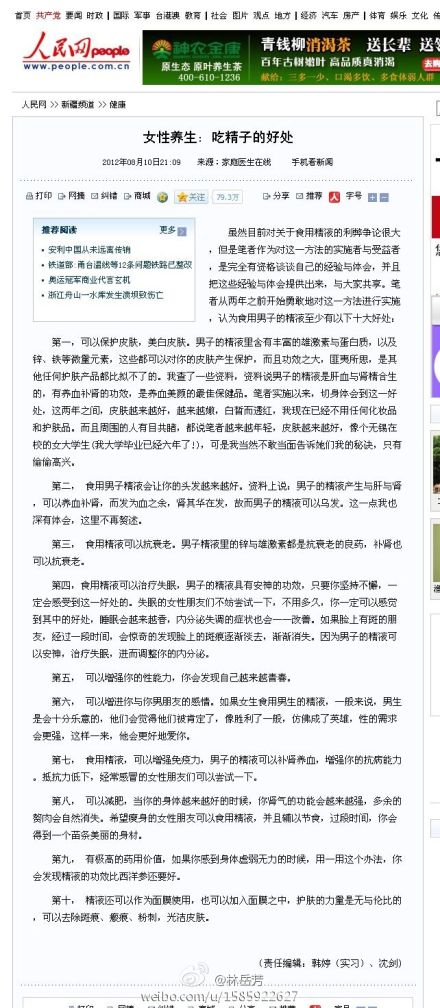 首页 共产党 要闻 时政 | 国际 军事 台港澳 教育 | 社会 图片 观点 地方 | 经济 汽车 房产 | 体育 娱乐 文化
人民网 people
www.people.com.cn
神农金康
原生态 原叶养生茶
400-610-1236
青钱柳消渴茶 送长辈
百年古树嫩叶 高品质真消渴
献给:三多一少、口渴多饮、多食体弱人群
人民网 >> 新疆频道 >> 健康
女性养生：吃精子的好处
2012年08月10日21:09 来源：家庭医生在线 手机看新闻
打印 网摘 纠错 商城 关注 79.3万 分享 推荐 字号
推荐阅读 更多
安利中国从未远离传销
铁道部:甬台温线等12条问题铁路已整改
奥运冠军商业代言玄机
浙江舟山一水库发生溃坝致伤亡
虽然目前对关于食用精液的利弊争论很大
，但是笔者作为对这一方法的实施者与受益者
，是完全有资格谈谈自己的经验与体会，并且
把这些经验与体会提供出来，与大家共享。笔
者从两年之前开始勇敢地对这一方法进行实施
，认为食用男子的精液至少有以下十大好处：
第一，可以保护皮肤，美白皮肤。男子的精液里含有丰富的雄激素与蛋白质，以及
锌、铁等微量元素，这些都可以对你的皮肤产生保护，而且功效之大，匪夷所思，是其
他任何护肤产品都比拟不了的。我查了一些资料，资料说男子的精液是肝血与肾精合生
的，有养血补肾的功效，是养血美颜的最佳保健品。笔者实施以来，切身体会到这一好
处，这两年之间，皮肤越来越好，越来越嫩，白皙而透红，我现在已经不用任何化妆品
和护肤品。而且周围的人有目共睹，都说笔者越来越年轻，皮肤越来越好，像个无锡在
校的女大学生(我大学毕业已经六年了!)，可是我当然不敢当面告诉她们我的秘诀，只有
偷偷高兴。
第二， 食用男子精液会让你的头发越来越好。资料上说：男子的精液产生与肝与肾
，可以养血补肾，而发为血之余，肾其华在发，故而男子的精液可以乌发。这一点我也
深有体会，这里不再赘述。
第三， 食用精液可以抗衰老。男子精液里的锌与雄激素都是抗衰老的良药，补肾也
可以抗衰老。
第四，食用精液可以治疗失眠，男子的精液具有安神的功效，只要你坚持不懈，一
定会感受到这一好处的。失眠的女性朋友们不妨尝试一下，不用多久，你一定可以感觉
到其中的好处，睡眠会越来越香，内分泌失调的症状也会一一改善。如果脸上有斑的朋
友，经过一段时间，会惊奇的发现脸上的斑痕逐渐淡去，渐渐消失。因为男子的精液可
以安神，治疗失眠，进而调整你的内分泌。
第五， 可以增强你的性能力，你会发现自己越来越青春。
第六， 可以增进你与你男朋友的感情。如果女生食用男生的精液，一般来说，男生
是会十分乐意的，他们会觉得他们被肯定了，像胜利了一般，仿佛成了英雄，性的需求
会更强，这样一来，他会更好地爱你。
第七， 食用精液，可以增强免疫力，男子的精液可以补肾养血，增强你的抗病能力
。抵抗力低下，经常感冒的女性朋友们可以尝试一下。
第八， 可以减肥，当你的身体越来越好的时候，你肾气的功能会越来越强，多余的
赘肉会自然消失。希望瘦身的女性朋友可以食用精液，并且辅以节食，过段时间，你会
得到一个苗条美丽的身材。
第九， 有极高的药用价值，如果你感到身体虚弱无力的时候，用一用这个办法，你
会发现精液的功效比西洋参还要好。
第十， 精液还可以作为面膜使用，也可以加入面膜之中，护肤的力量是无与伦比的
，可以去除斑痕、瘢痕、粉刺，光洁皮肤。
(责任编辑：韩婷（实习）、沈剑)
@林岳芳
weibo.com/u/1585922627